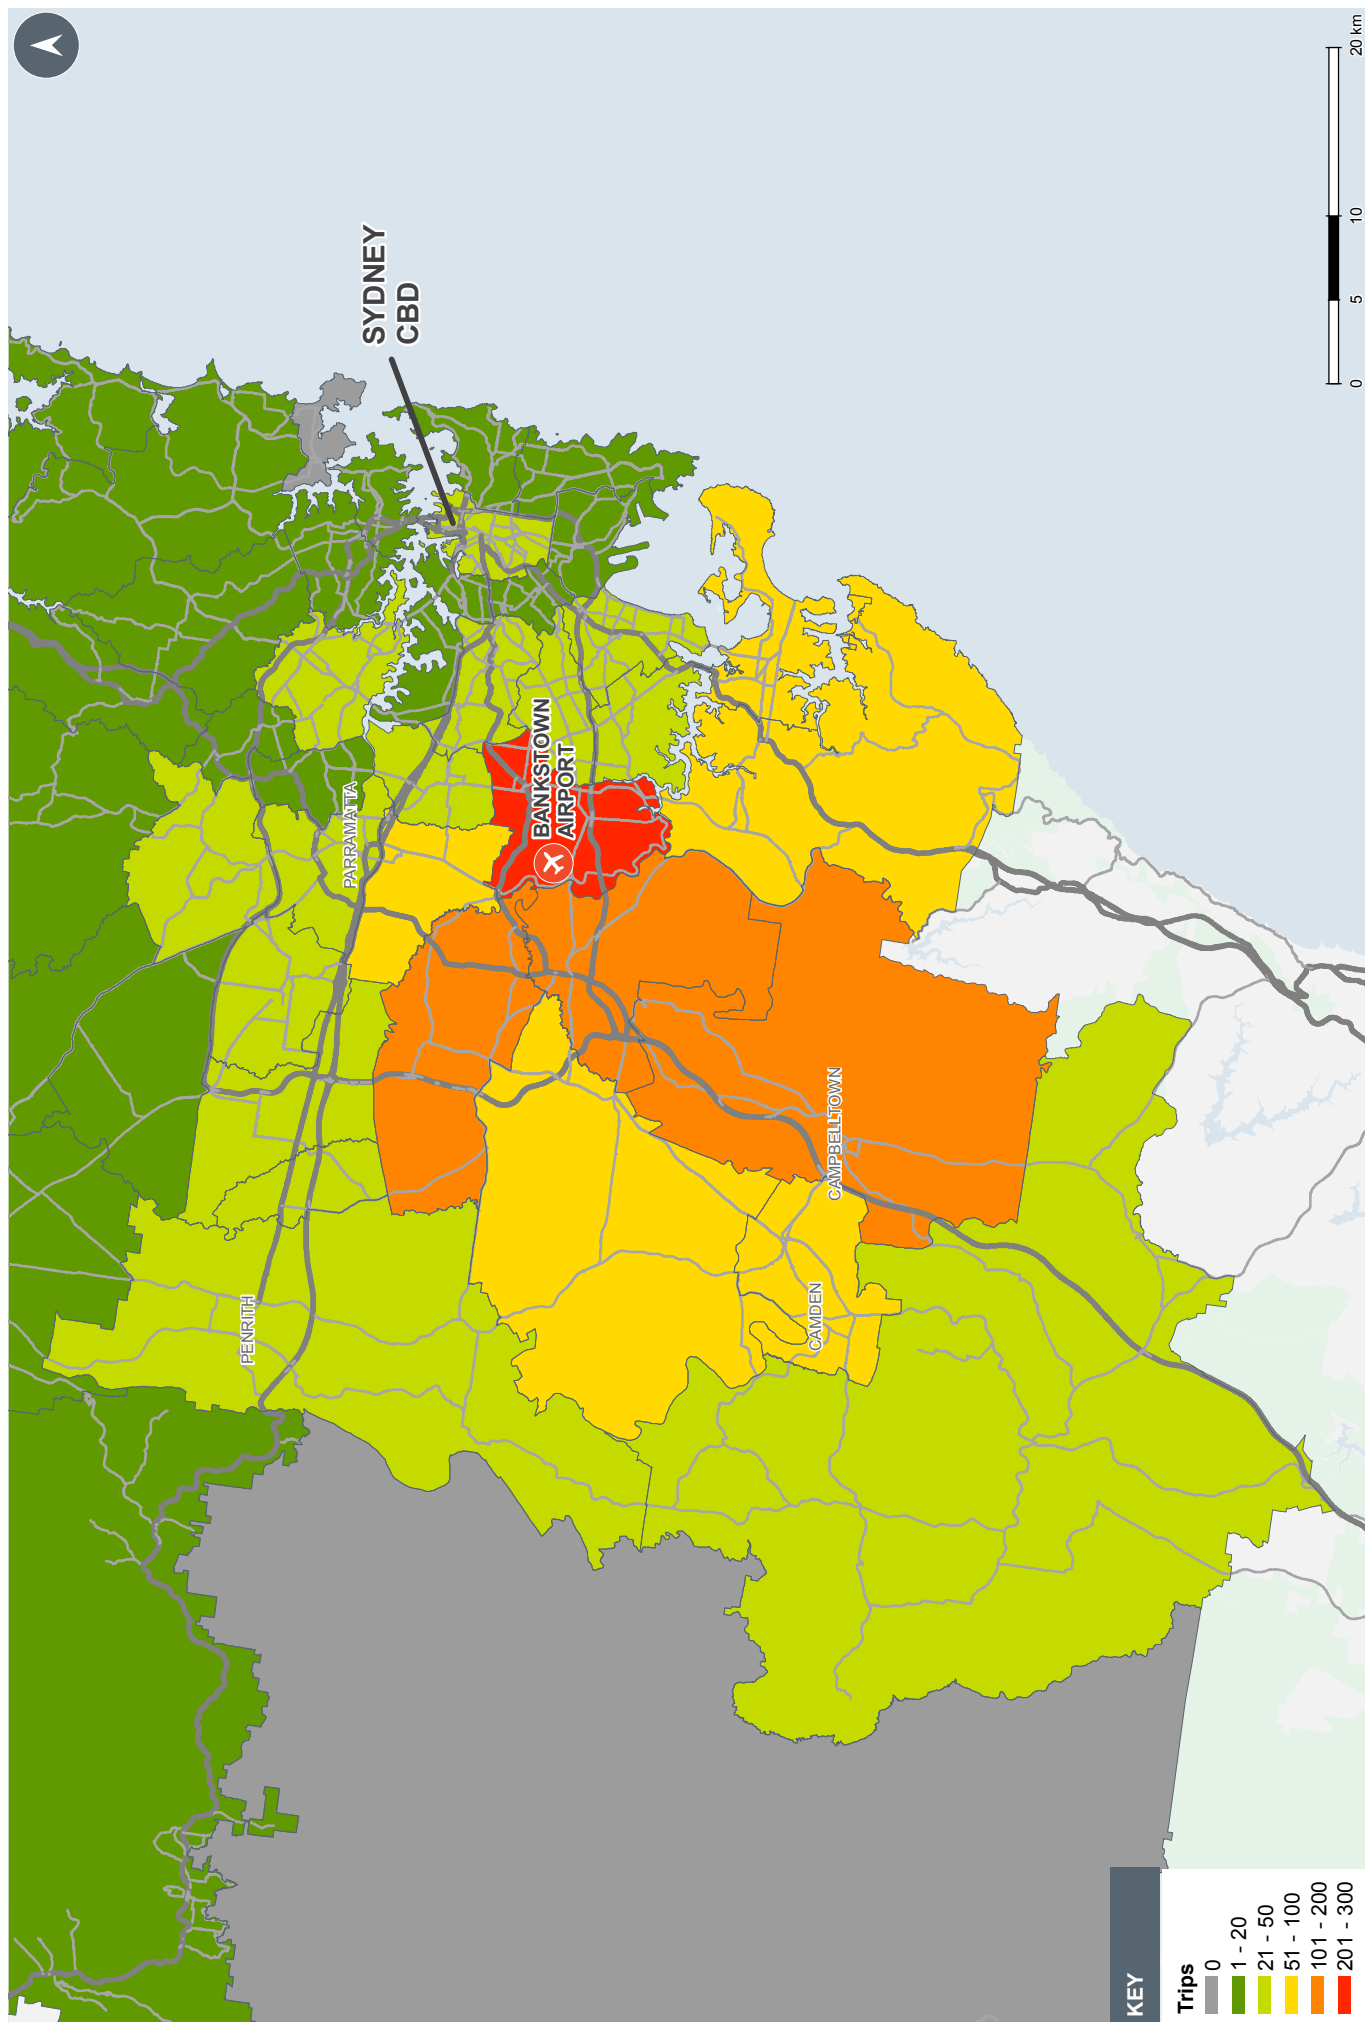 SYDNEY
CBD
BANKSTOWN
AIRPORT
PARRAMATTA
PENRITH
CAMPBELLTOWN
CAMDEN
KEY
Trips
0
1 - 20
21 - 50
51 - 100
101 - 200
201 - 300
0 5 10 20 km